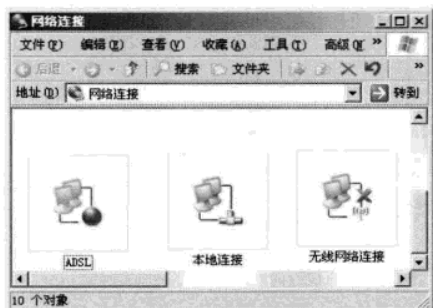 网络连接
文件(F) 编辑(E) 查看(V) 收藏(A) 工具(T) 高级(N »
后退 搜索 文件夹 »
地址(D) 网络连接 转到
ADSL 本地连接 无线网络连接
10 个对象